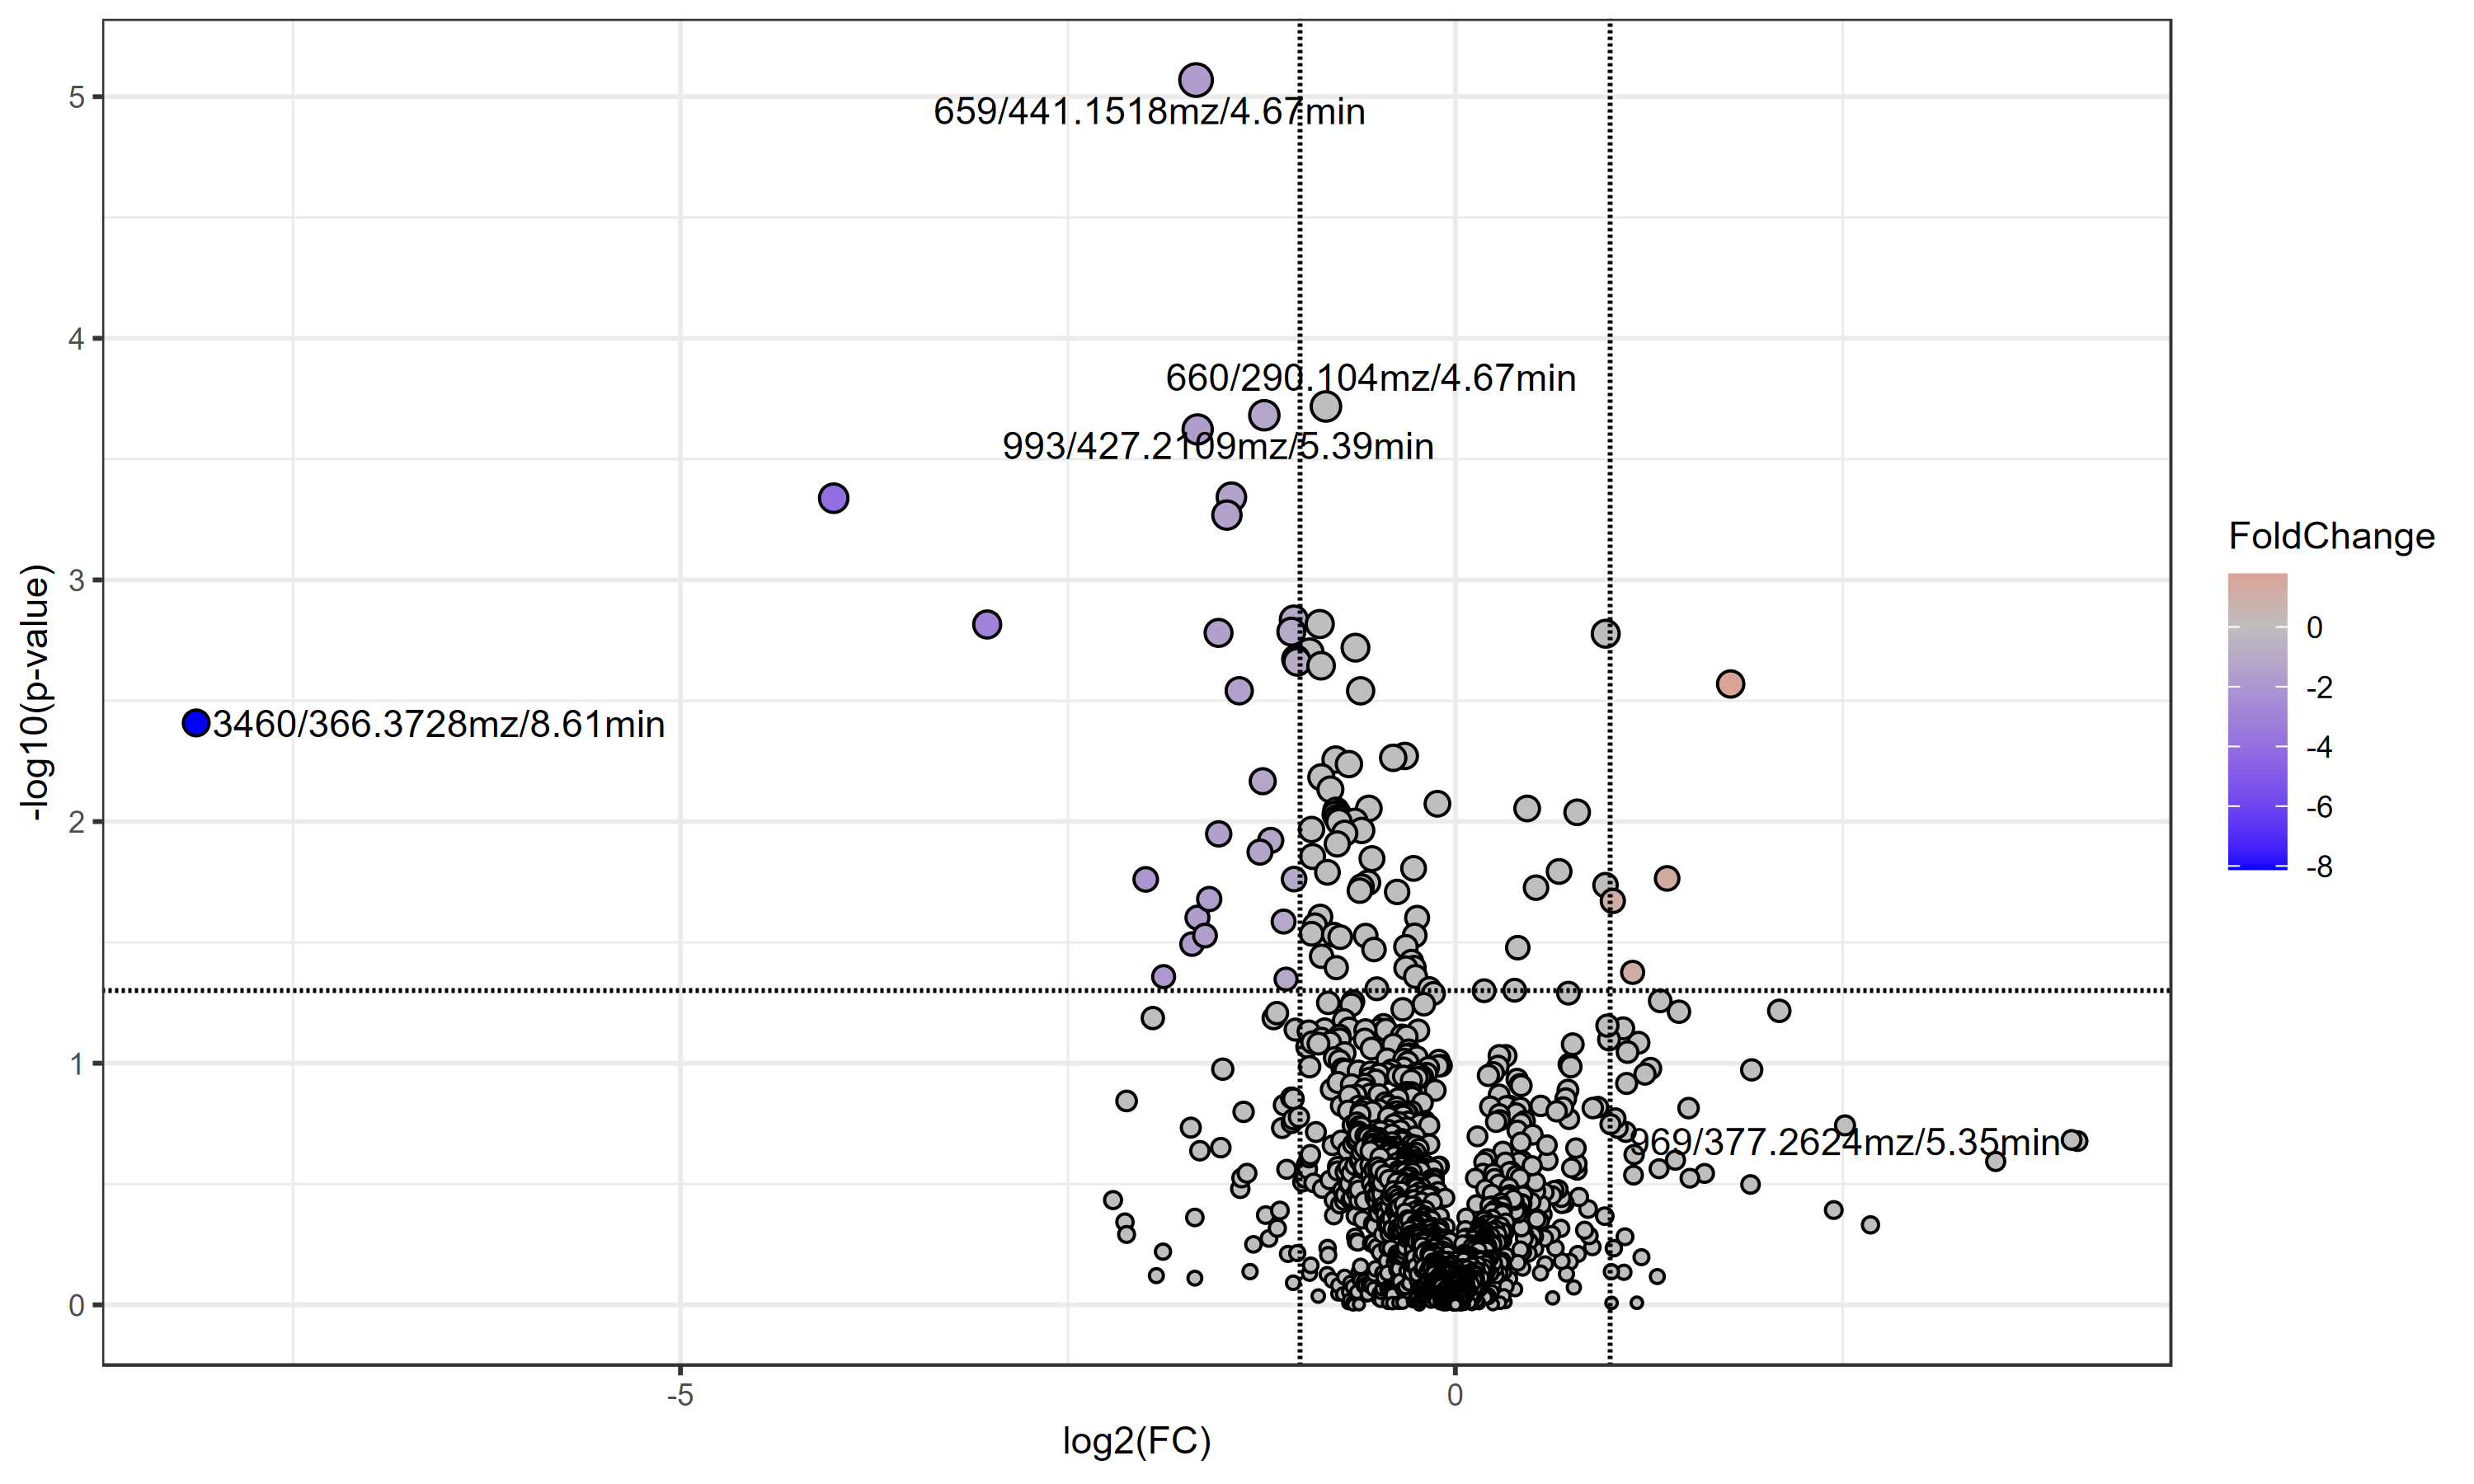 5
659/441.1518mz/4.67min
4
660/290.104mz/4.67min
993/427.2109mz/5.39min
3
3460/366.3728mz/8.61min
2
1
969/377.2624mz/5.35min
0
-log10(p-value)
-5
0
log2(FC)
FoldChange
0
-2
-4
-6
-8